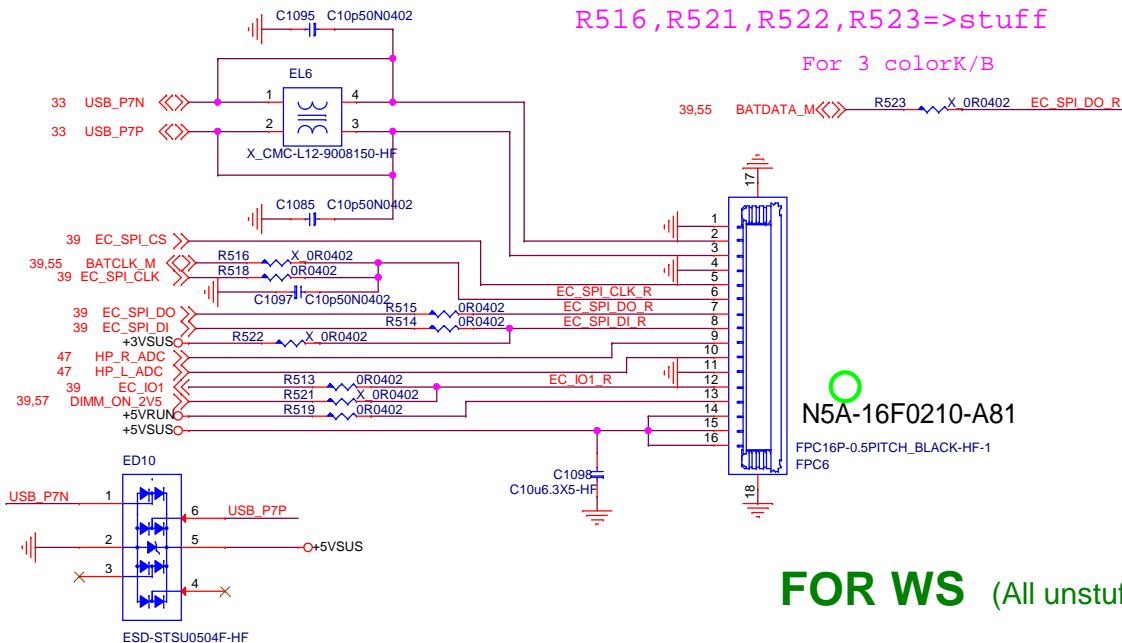 C1095 C10p50N0402
R516,R521,R522,R523=>stuff
For 3 colorK/B
EL6
33 USB_P7N 1 4
33 USB_P7P 2 3
X_CMC-L12-9008150-HF
39,55 BATDATA_M R523 X_0R0402 EC_SPI_DO_R
C1085 C10p50N0402
17
39 EC_SPI_CS
39,55 BATCLK_M R516 X_0R0402
39 EC_SPI_CLK R518 0R0402
C1097 C10p50N0402
EC_SPI_CLK_R
39 EC_SPI_DO R515 0R0402 EC_SPI_DO_R
39 EC_SPI_DI R514 0R0402 EC_SPI_DI_R
+3VSUS R522 X_0R0402
47 HP_R_ADC
47 HP_L_ADC
39 EC_IO1 R513 0R0402 EC_IO1_R
39,57 DIMM_ON_2V5 R521 X_0R0402
+5VRUN R519 0R0402
+5VSUS
1
2
3
4
5
6
7
8
9
10
11
12
13
14
15
16
18
N5A-16F0210-A81
FPC16P-0.5PITCH_BLACK-HF-1
FPC6
C1098
C10u6.3X5-HF
ED10
USB_P7N 1
6 USB_P7P
2 5 +5VSUS
3
4
ESD-STSU0504F-HF
FOR WS (All unstuf